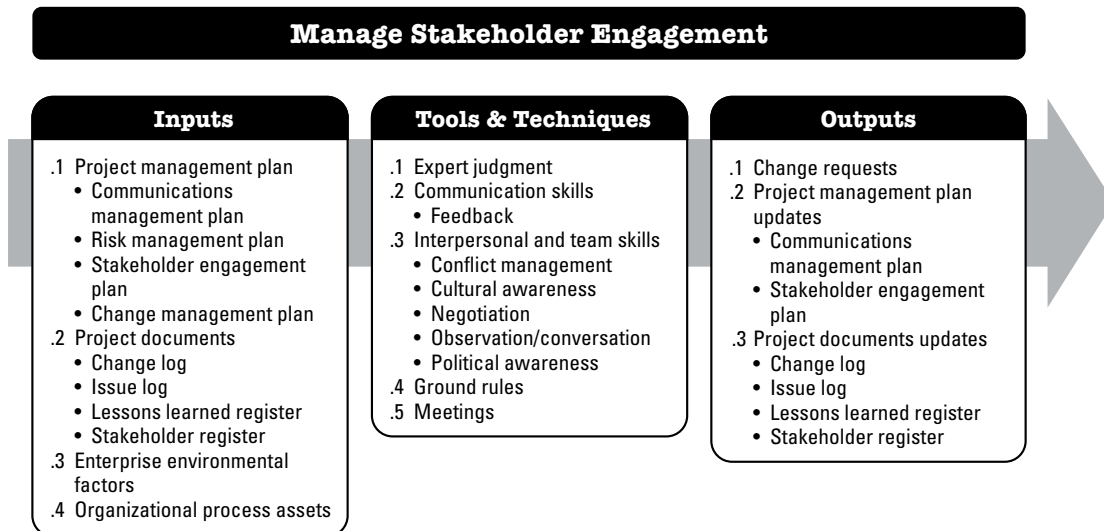 Manage Stakeholder Engagement
Inputs
.1 Project management plan
• Communications
management plan
• Risk management plan
• Stakeholder engagement
plan
• Change management plan
.2 Project documents
• Change log
• Issue log
• Lessons learned register
• Stakeholder register
.3 Enterprise environmental
factors
.4 Organizational process assets
Tools & Techniques
.1 Expert judgment
.2 Communication skills
• Feedback
.3 Interpersonal and team skills
• Conflict management
• Cultural awareness
• Negotiation
• Observation/conversation
• Political awareness
.4 Ground rules
.5 Meetings
Outputs
.1 Change requests
.2 Project management plan
updates
• Communications
management plan
• Stakeholder engagement
plan
.3 Project documents updates
• Change log
• Issue log
• Lessons learned register
• Stakeholder register